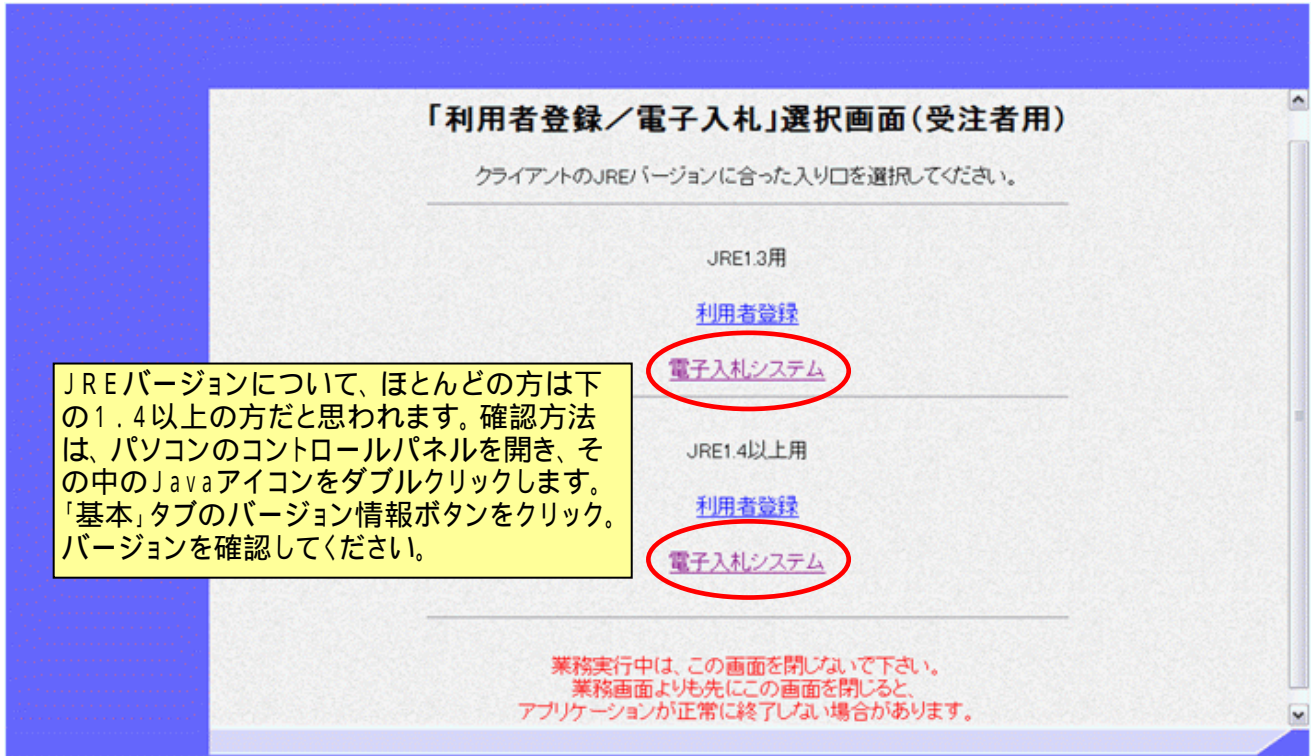 「利用者登録／電子入札」選択画面(受注者用)
クライアントのJREバージョンに合った入り口を選択してください。
JRE1.3用
利用者登録
電子入札システム
JREバージョンについて、ほとんどの方は下
の1．4以上の方だと思われます。確認方法
は、パソコンのコントロールパネルを開き、そ
の中のJavaアイコンをダブルクリックします。
「基本」タブのバージョン情報ボタンをクリック。
バージョンを確認してください。
JRE1.4以上用
利用者登録
電子入札システム
業務実行中は、この画面を閉じないで下さい。
業務画面よりも先にこの画面を閉じると、
アプリケーションが正常に終了しない場合があります。